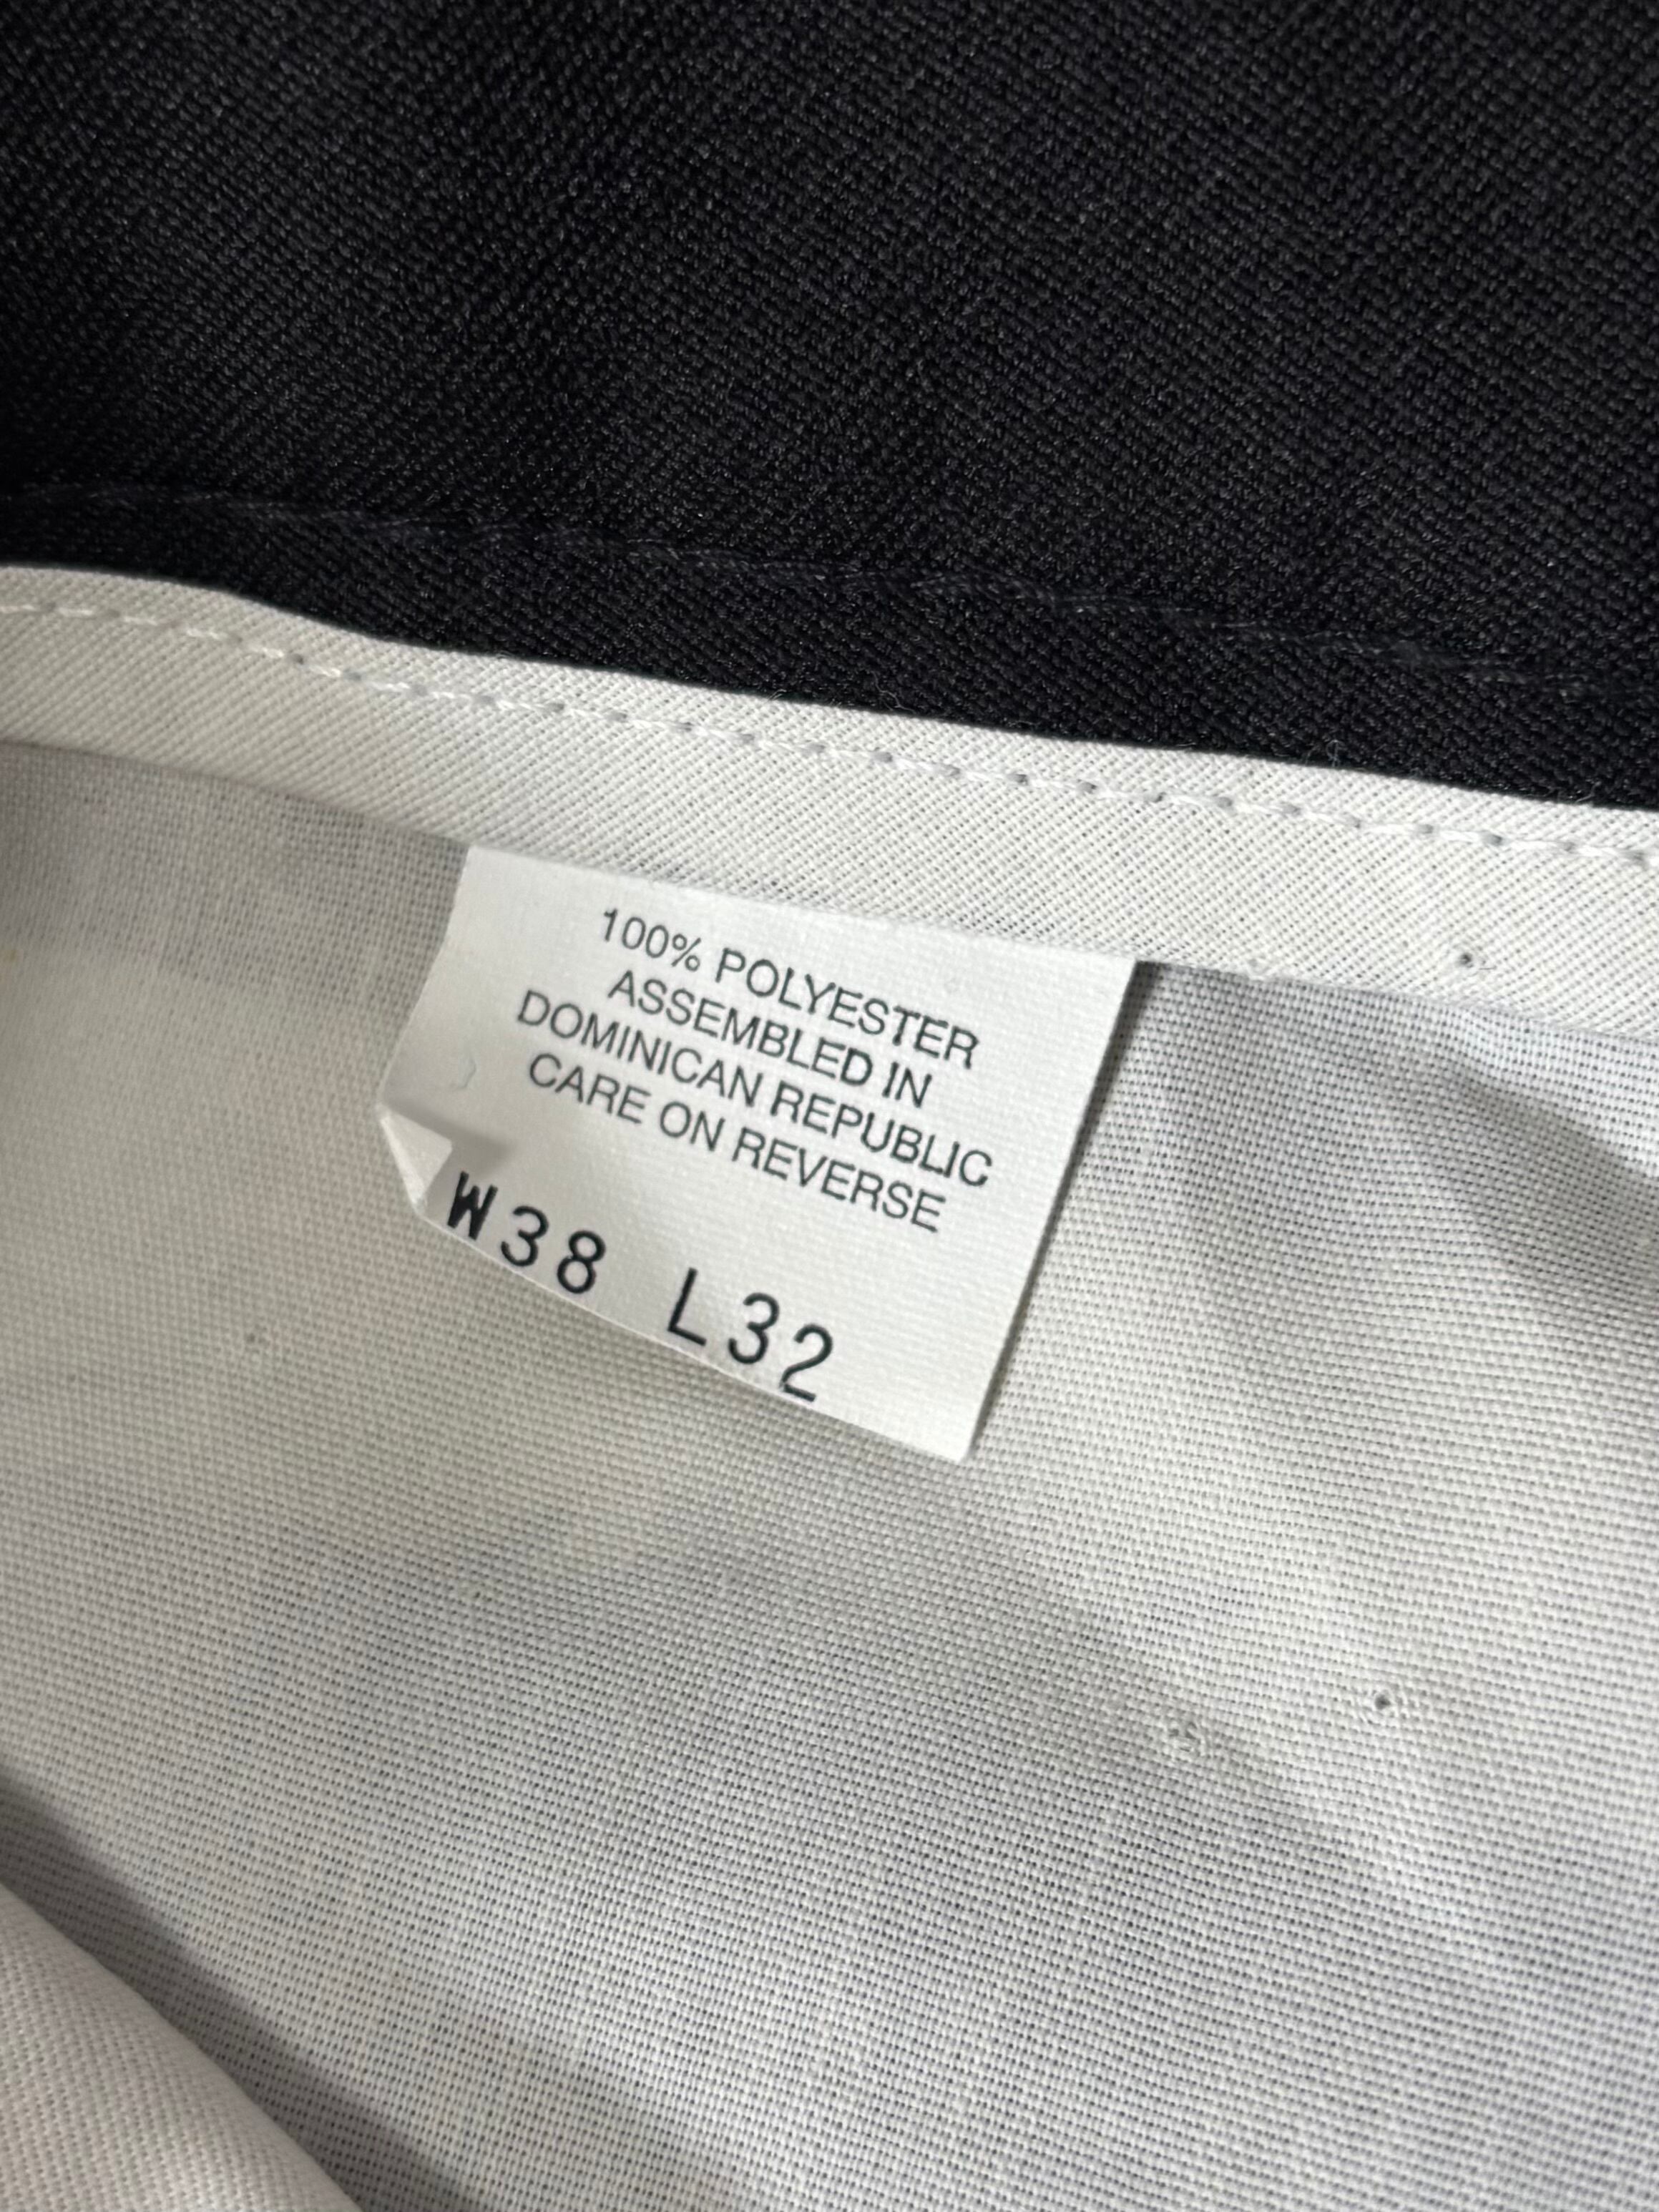 100% POLYESTER
ASSEMBLED IN
DOMINICAN REPUBLIC
CARE ON REVERSE
W38 L32